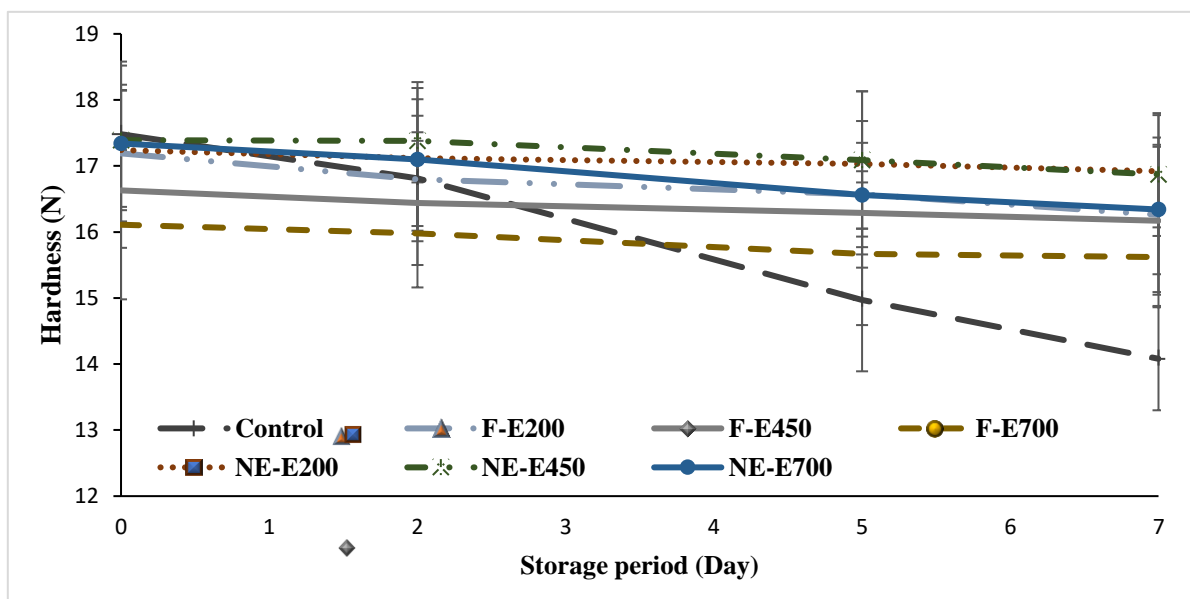 19
18
17
16
15
14
13
12
Hardness (N)
Control F-E200 F-E450 F-E700
NE-E200 NE-E450 NE-E700
0 1 2 3 4 5 6 7
Storage period (Day)